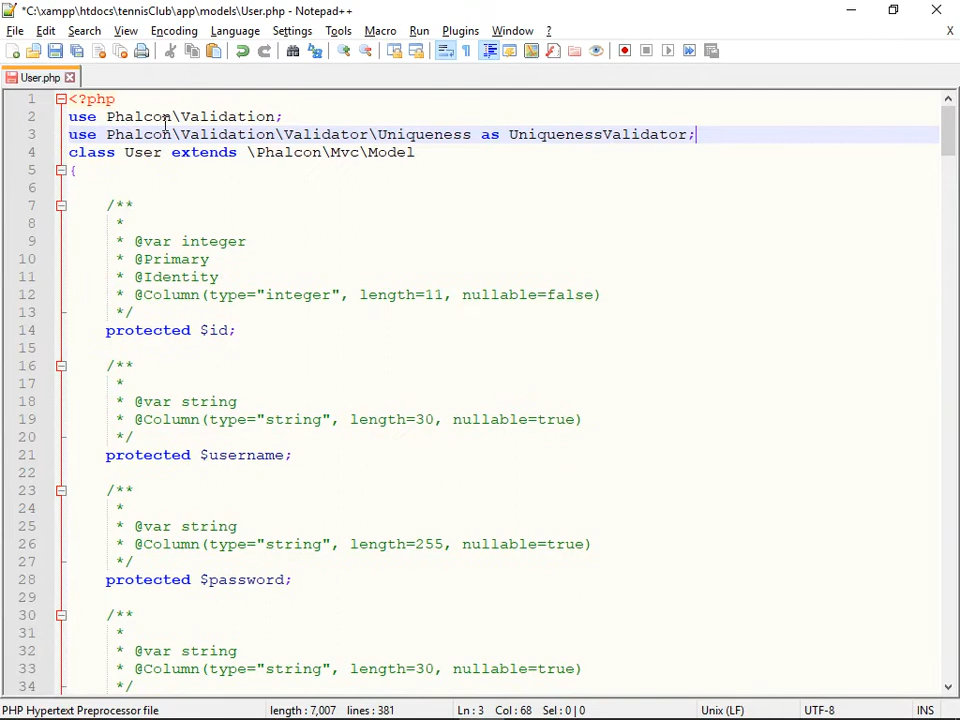 *C:\xampp\htdocs\tennisClub\app\models\User.php - Notepad++
File Edit Search View Encoding Language Settings Tools Macro Run Plugins Window ? X
User.php
1 <?php
2 use Phalcon\Validation;
3 use Phalcon\Validation\Validator\Uniqueness as UniquenessValidator;
4 class User extends \Phalcon\Mvc\Model
5 {
6
7 /**
8 *
9 * @var integer
10 * @Primary
11 * @Identity
12 * @Column(type="integer", length=11, nullable=false)
13 */
14 protected $id;
15
16 /**
17 *
18 * @var string
19 * @Column(type="string", length=30, nullable=true)
20 */
21 protected $username;
22
23 /**
24 *
25 * @var string
26 * @Column(type="string", length=255, nullable=true)
27 */
28 protected $password;
29
30 /**
31 *
32 * @var string
33 * @Column(type="string", length=30, nullable=true)
34 */
PHP Hypertext Preprocessor file length : 7,007 lines : 381 Ln : 3 Col : 68 Sel : 0 | 0 Unix (LF) UTF-8 INS